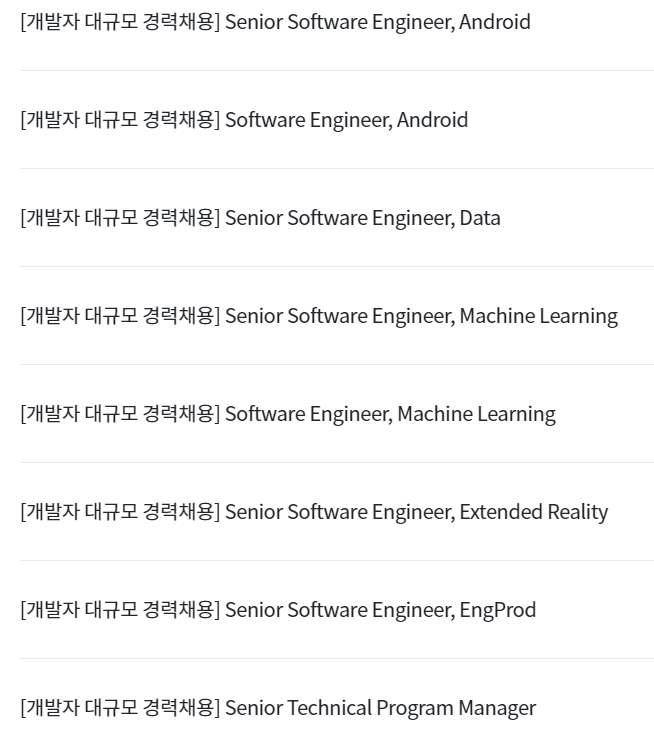 [개발자 대규모 경력채용] Senior Software Engineer, Android
[개발자 대규모 경력채용] Software Engineer, Android
[개발자 대규모 경력채용] Senior Software Engineer, Data
[개발자 대규모 경력채용] Senior Software Engineer, Machine Learning
[개발자 대규모 경력채용] Software Engineer, Machine Learning
[개발자 대규모 경력채용] Senior Software Engineer, Extended Reality
[개발자 대규모 경력채용] Senior Software Engineer, EngProd
[개발자 대규모 경력채용] Senior Technical Program Manager